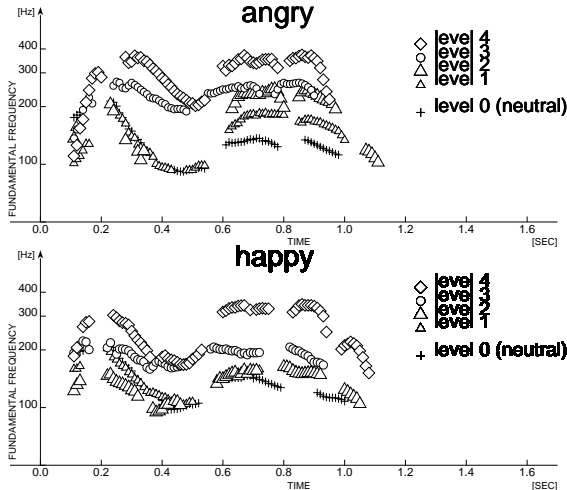 angry
[Hz]
400
300
200
100
FUNDAMENTAL FREQUENCY
level 4
level 3
level 2
level 1
level 0 (neutral)
0.0 0.2 0.4 0.6 0.8 1.0 1.2 1.4 1.6
TIME [SEC]
happy
[Hz]
400
300
200
100
FUNDAMENTAL FREQUENCY
level 4
level 3
level 2
level 1
level 0 (neutral)
0.0 0.2 0.4 0.6 0.8 1.0 1.2 1.4 1.6
TIME [SEC]